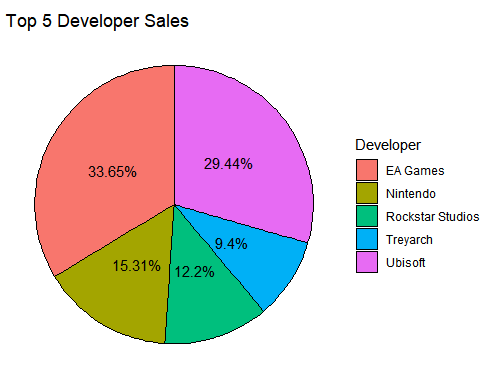 Top 5 Developer Sales
33.65%
29.44%
15.31%
12.2%
9.4%
Developer
EA Games
Nintendo
Rockstar Studios
Treyarch
Ubisoft